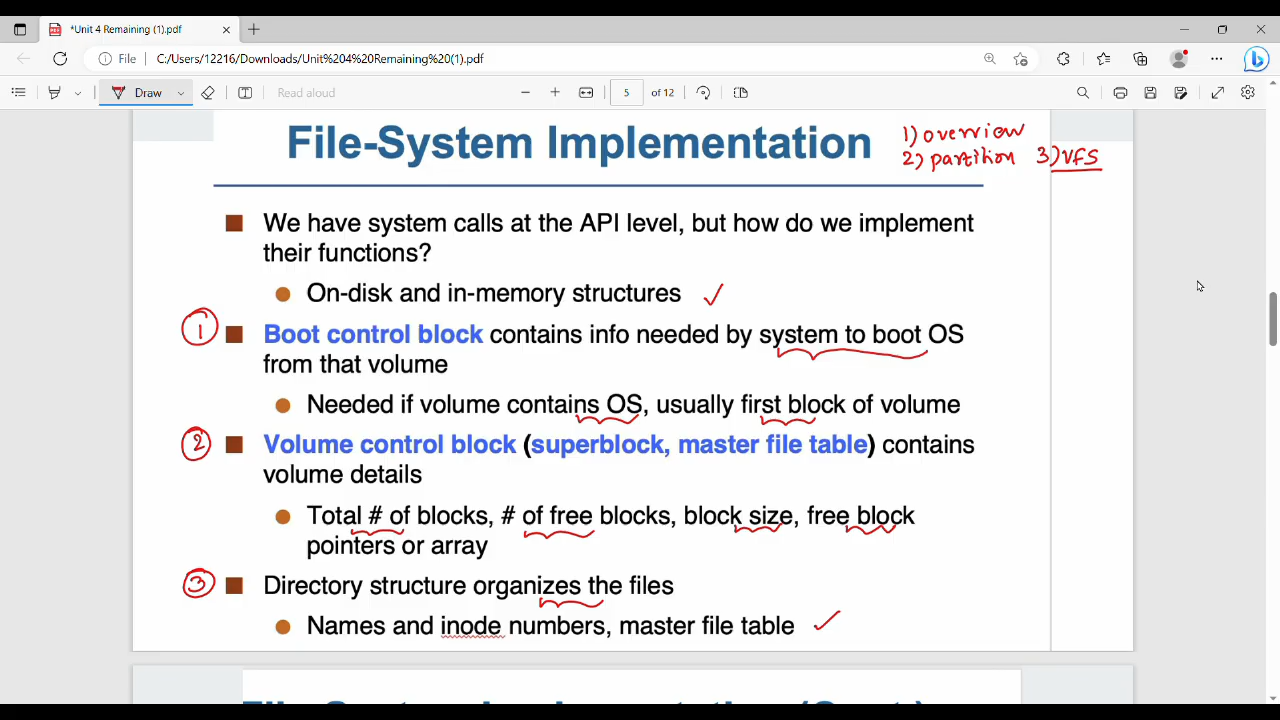 *Unit 4 Remaining (1).pdf
File C:/Users/12216/Downloads/Unit%204%20Remaining%20(1).pdf
Draw Read aloud 5 of 12
File-System Implementation
1) overview
2) partition 3) VFS
We have system calls at the API level, but how do we implement
their functions?
On-disk and in-memory structures
1 Boot control block contains info needed by system to boot OS
from that volume
Needed if volume contains OS, usually first block of volume
2 Volume control block (superblock, master file table) contains
volume details
Total # of blocks, # of free blocks, block size, free block
pointers or array
3 Directory structure organizes the files
Names and inode numbers, master file table